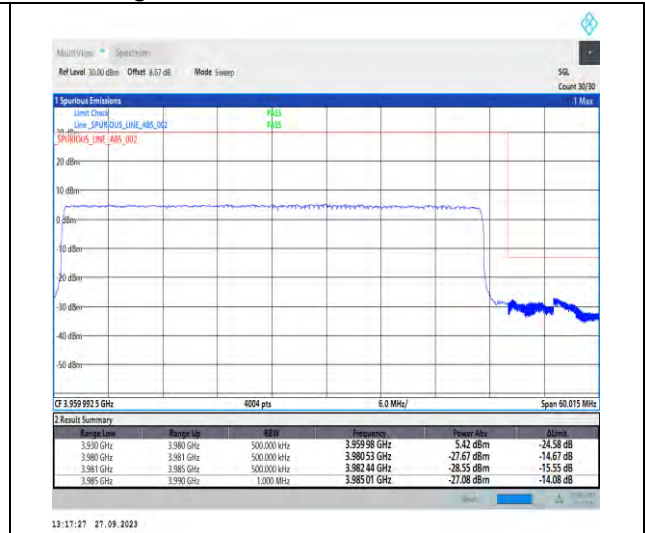 MultiView Spectrum
Ref Level 30.00 dBm Offset 8.67 dB Mode Sweep SGL
Count 30/30
1 Spurious Emissions 1 Max
Limit Check PASS
Line _SPURIOUS_LINE_ABS_002 PASS
30 dBm
_SPURIOUS_LINE_ABS_002
20 dBm
10 dBm
0 dBm
-10 dBm
-20 dBm
-30 dBm
-40 dBm
-50 dBm
CF 3.959 992 5 GHz 4004 pts 6.0 MHz/ Span 60.015 MHz
2 Result Summary
Range Low Range Up RBW Frequency Power Abs ΔLimit
3.930 GHz 3.980 GHz 500.000 kHz 3.959 98 GHz 5.42 dBm -24.58 dB
3.980 GHz 3.981 GHz 500.000 kHz 3.980 53 GHz -27.67 dBm -14.67 dB
3.981 GHz 3.985 GHz 500.000 kHz 3.982 44 GHz -28.55 dBm -15.55 dB
3.985 GHz 3.990 GHz 1.000 MHz 3.985 01 GHz -27.08 dBm -14.08 dB
13:17:27 27.09.2023